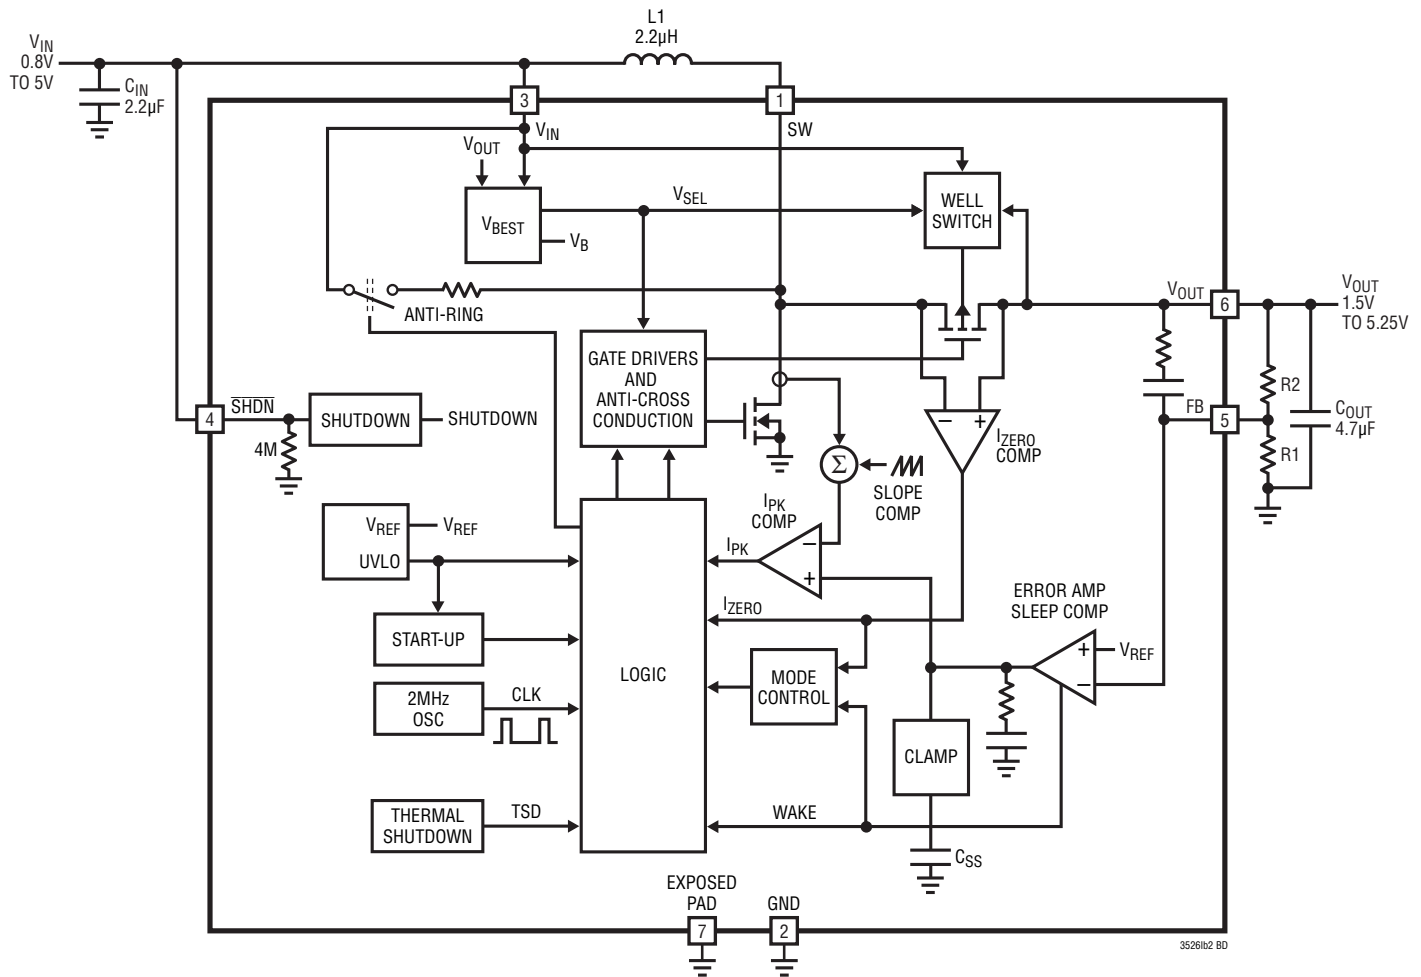 L1
2.2µH
VIN
0.8V
TO 5V
CIN
2.2µF
3
1
VIN
SW
VOUT
VBEST
VSEL
VB
WELL
SWITCH
ANTI-RING
VOUT
6
VOUT
1.5V
TO 5.25V
GATE DRIVERS
AND
ANTI-CROSS
CONDUCTION
R2
4
SHDN
SHUTDOWN
SHUTDOWN
4M
FB
5
COUT
4.7µF
R1
– +
IZERO
COMP
Σ
SLOPE
COMP
IPK
COMP
VREF
VREF
UVLO
IPK
–
+
IZERO
ERROR AMP
SLEEP COMP
START-UP
LOGIC
MODE
CONTROL
+
–
VREF
2MHz
OSC
CLK
CLAMP
THERMAL
SHUTDOWN
TSD
WAKE
CSS
EXPOSED
PAD
GND
7
2
3526lb2 BD